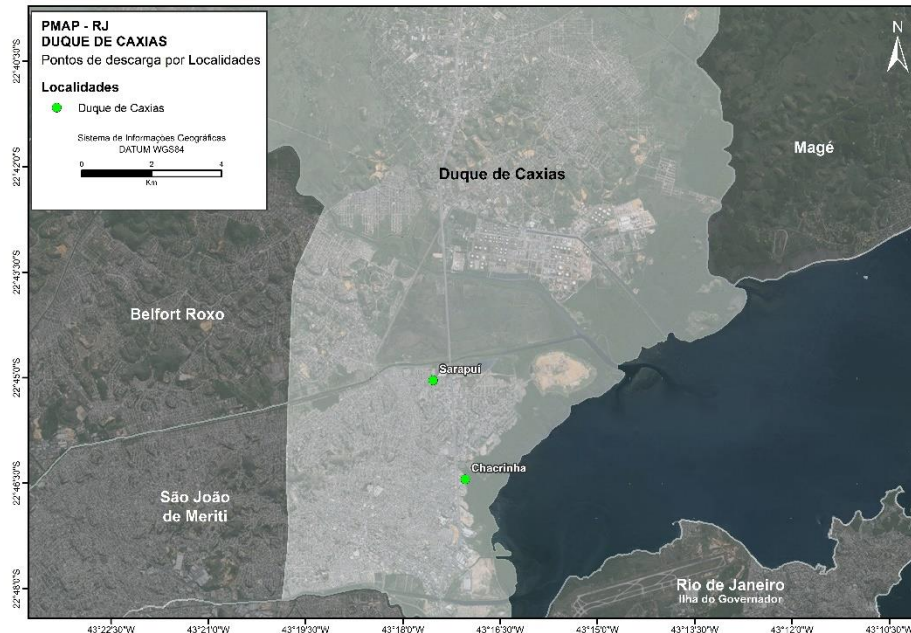 PMAP - RJ
DUQUE DE CAXIAS
Pontos de descarga por Localidades
Localidades
Duque de Caxias
Sistema de Informações Geográficas
DATUM WGS84
0 2 4
Km
N
Magé
Duque de Caxias
Belfort Roxo
Sarapuí
Chacrinha
São João
de Meriti
Rio de Janeiro
Ilha do Governador
22°40'30"S
22°42'0"S
22°43'30"S
22°45'0"S
22°46'30"S
22°48'0"S
43°22'30"W 43°21'0"W 43°19'30"W 43°18'0"W 43°16'30"W 43°15'0"W 43°13'30"W 43°12'0"W 43°10'30"W